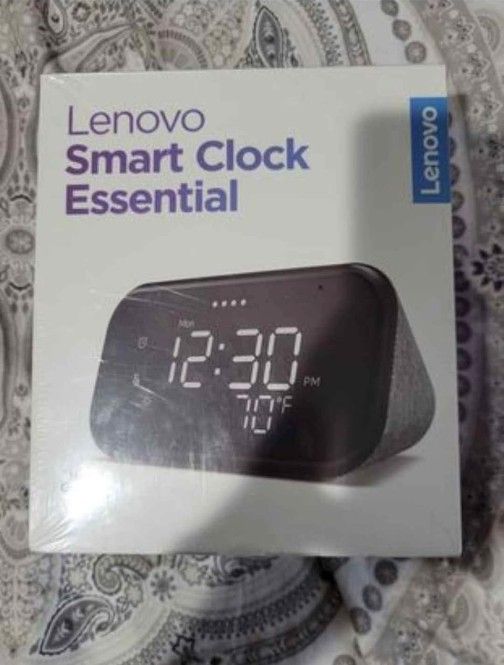 Lenovo
Smart Clock
Essential
Lenovo
Mon
12:30 PM
70°F